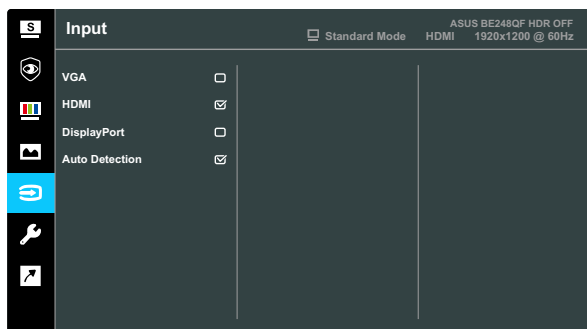 S
Input
Standard Mode
ASUS BE248QF HDR OFF
HDMI 1920x1200 @ 60Hz
VGA
HDMI
DisplayPort
Auto Detection